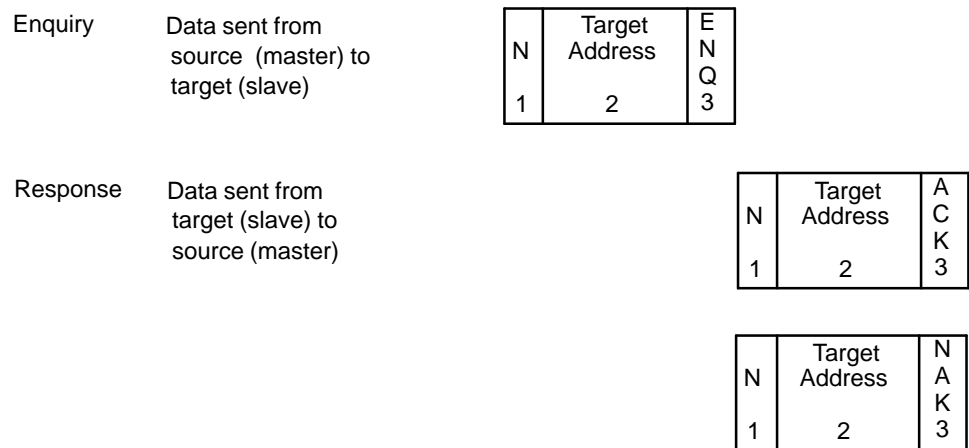 Enquiry
Data sent from
source (master) to
target (slave)
N
1
Target
Address
2
E
N
Q
3
Response
Data sent from
target (slave) to
source (master)
N
1
Target
Address
2
A
C
K
3
N
1
Target
Address
2
N
A
K
3